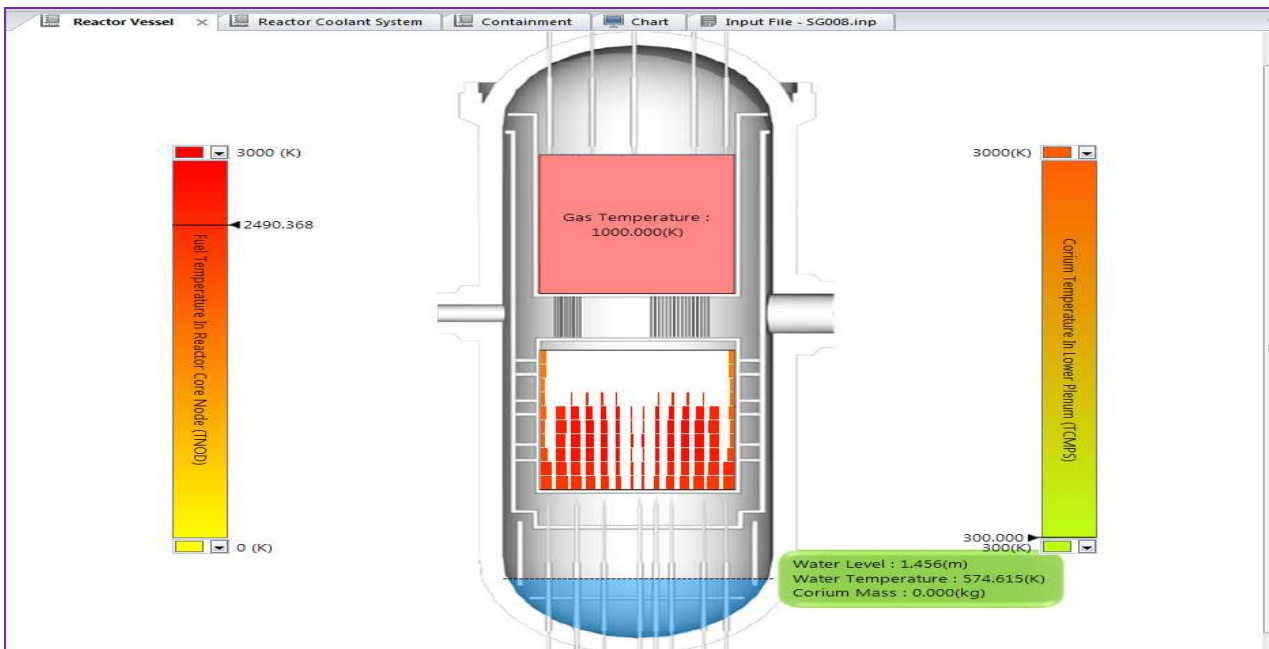 Reactor Vessel × Reactor Coolant System Containment Chart Input File - SG008.inp
3000 (K)
2490.368
Fuel Temperature In Reactor Core Node (TNOD)
0 (K)
Gas Temperature :
1000.000(K)
3000(K)
Corium Temperature In Lower Plenum (TCMPS)
300.000
300(K)
Water Level : 1.456(m)
Water Temperature : 574.615(K)
Corium Mass : 0.000(kg)